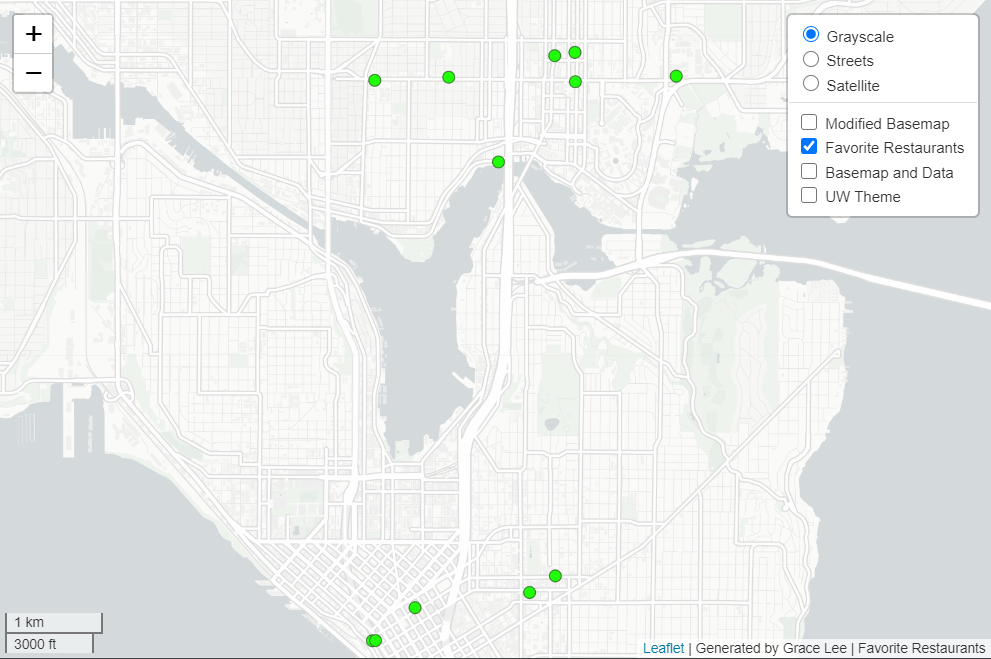 +
−
Grayscale
Streets
Satellite
Modified Basemap
Favorite Restaurants
Basemap and Data
UW Theme
1 km
3000 ft
Leaflet | Generated by Grace Lee | Favorite Restaurants